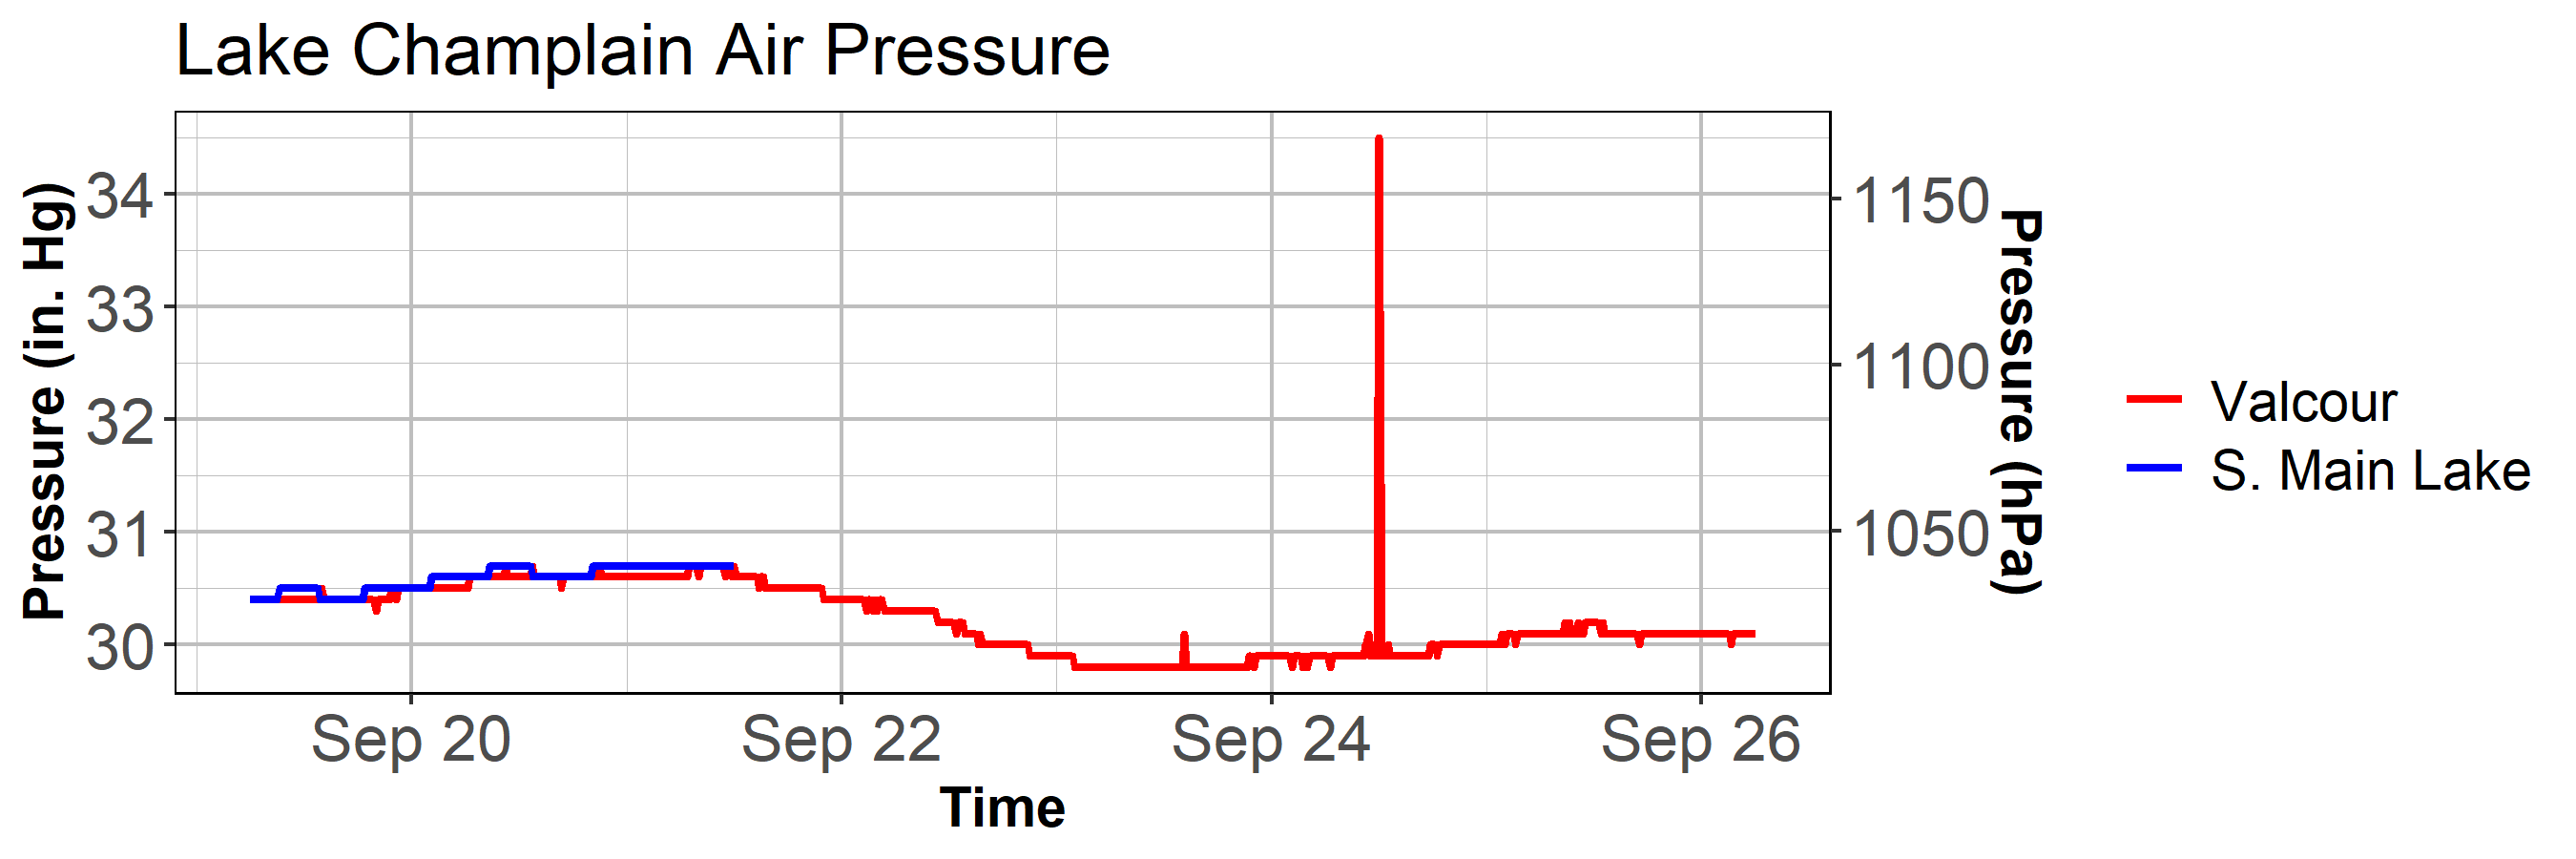 Lake Champlain Air Pressure
Pressure (in. Hg)
34
33
32
31
30
1150
1100
1050
Pressure (hPa)
Valcour
S. Main Lake
Sep 20 Sep 22 Sep 24 Sep 26
Time